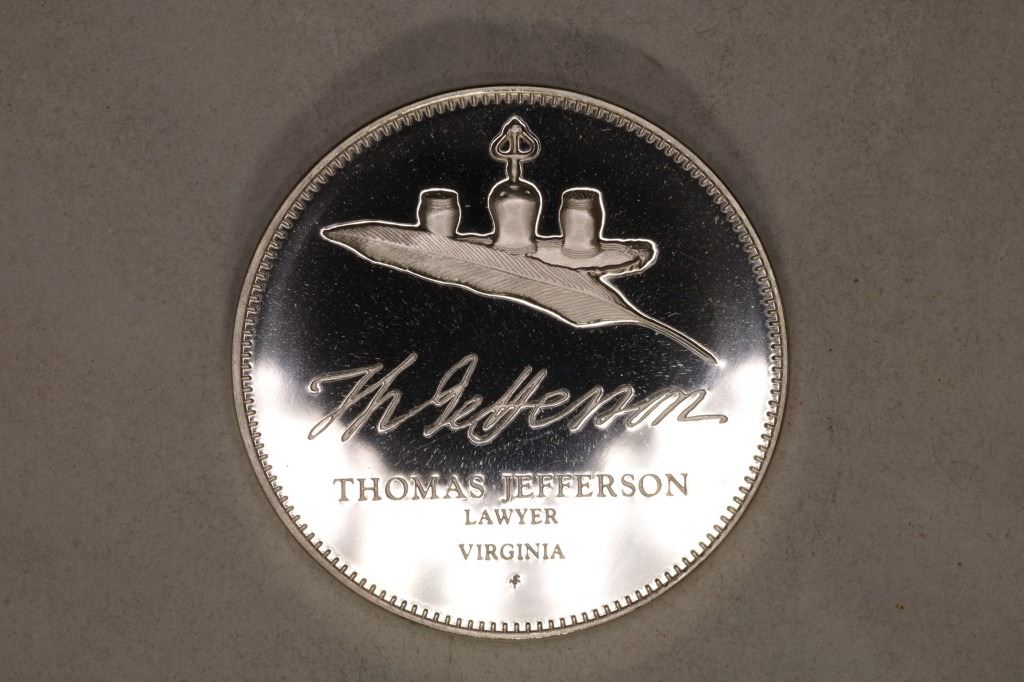 Th Jefferson
THOMAS JEFFERSON
LAWYER
VIRGINIA